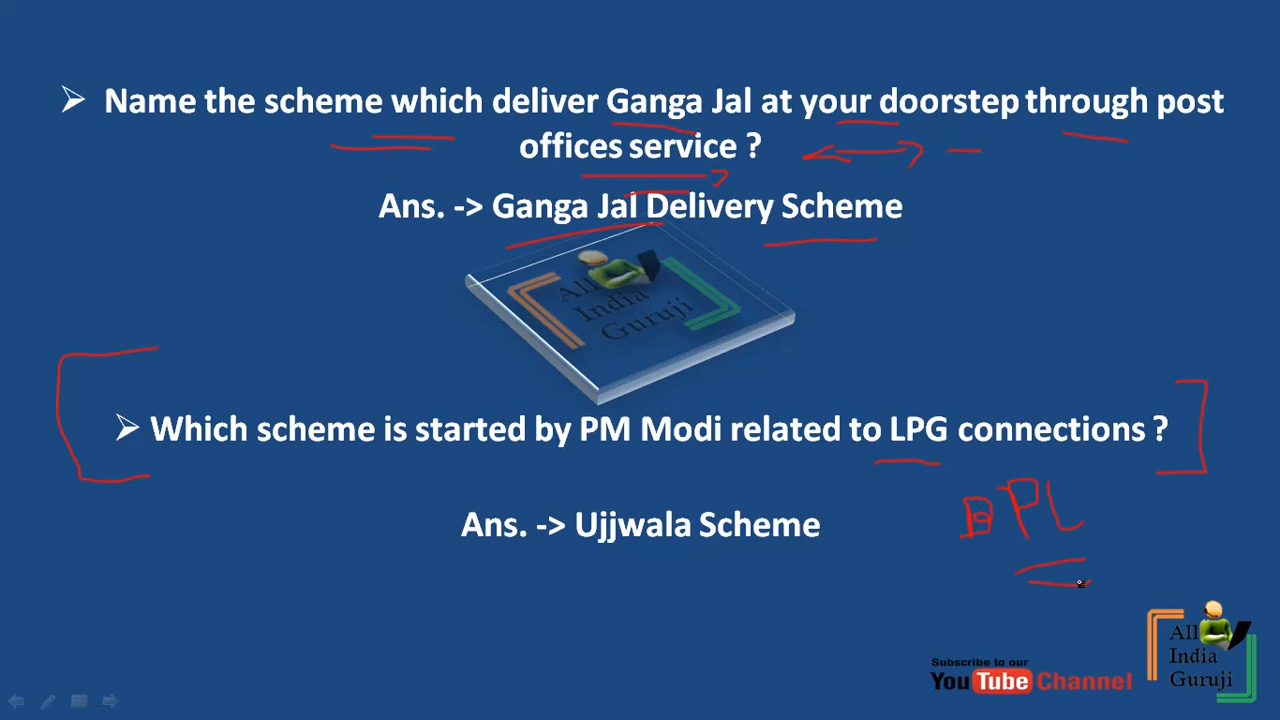 Name the scheme which deliver Ganga Jal at your doorstep through post
offices service ?
Ans. -> Ganga Jal Delivery Scheme
All
India
Guruji
Which scheme is started by PM Modi related to LPG connections ?
BPL
Ans. -> Ujjwala Scheme
All
India
Guruji
Subscribe to our
YouTube Channel